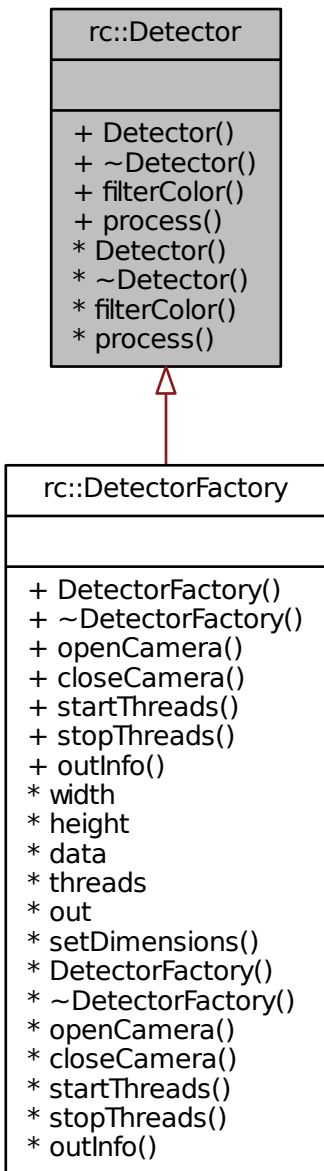 rc::Detector
+ Detector()
+ ~Detector()
+ filterColor()
+ process()
* Detector()
* ~Detector()
* filterColor()
* process()
rc::DetectorFactory
+ DetectorFactory()
+ ~DetectorFactory()
+ openCamera()
+ closeCamera()
+ startThreads()
+ stopThreads()
+ outInfo()
* width
* height
* data
* threads
* out
* setDimensions()
* DetectorFactory()
* ~DetectorFactory()
* openCamera()
* closeCamera()
* startThreads()
* stopThreads()
* outInfo()